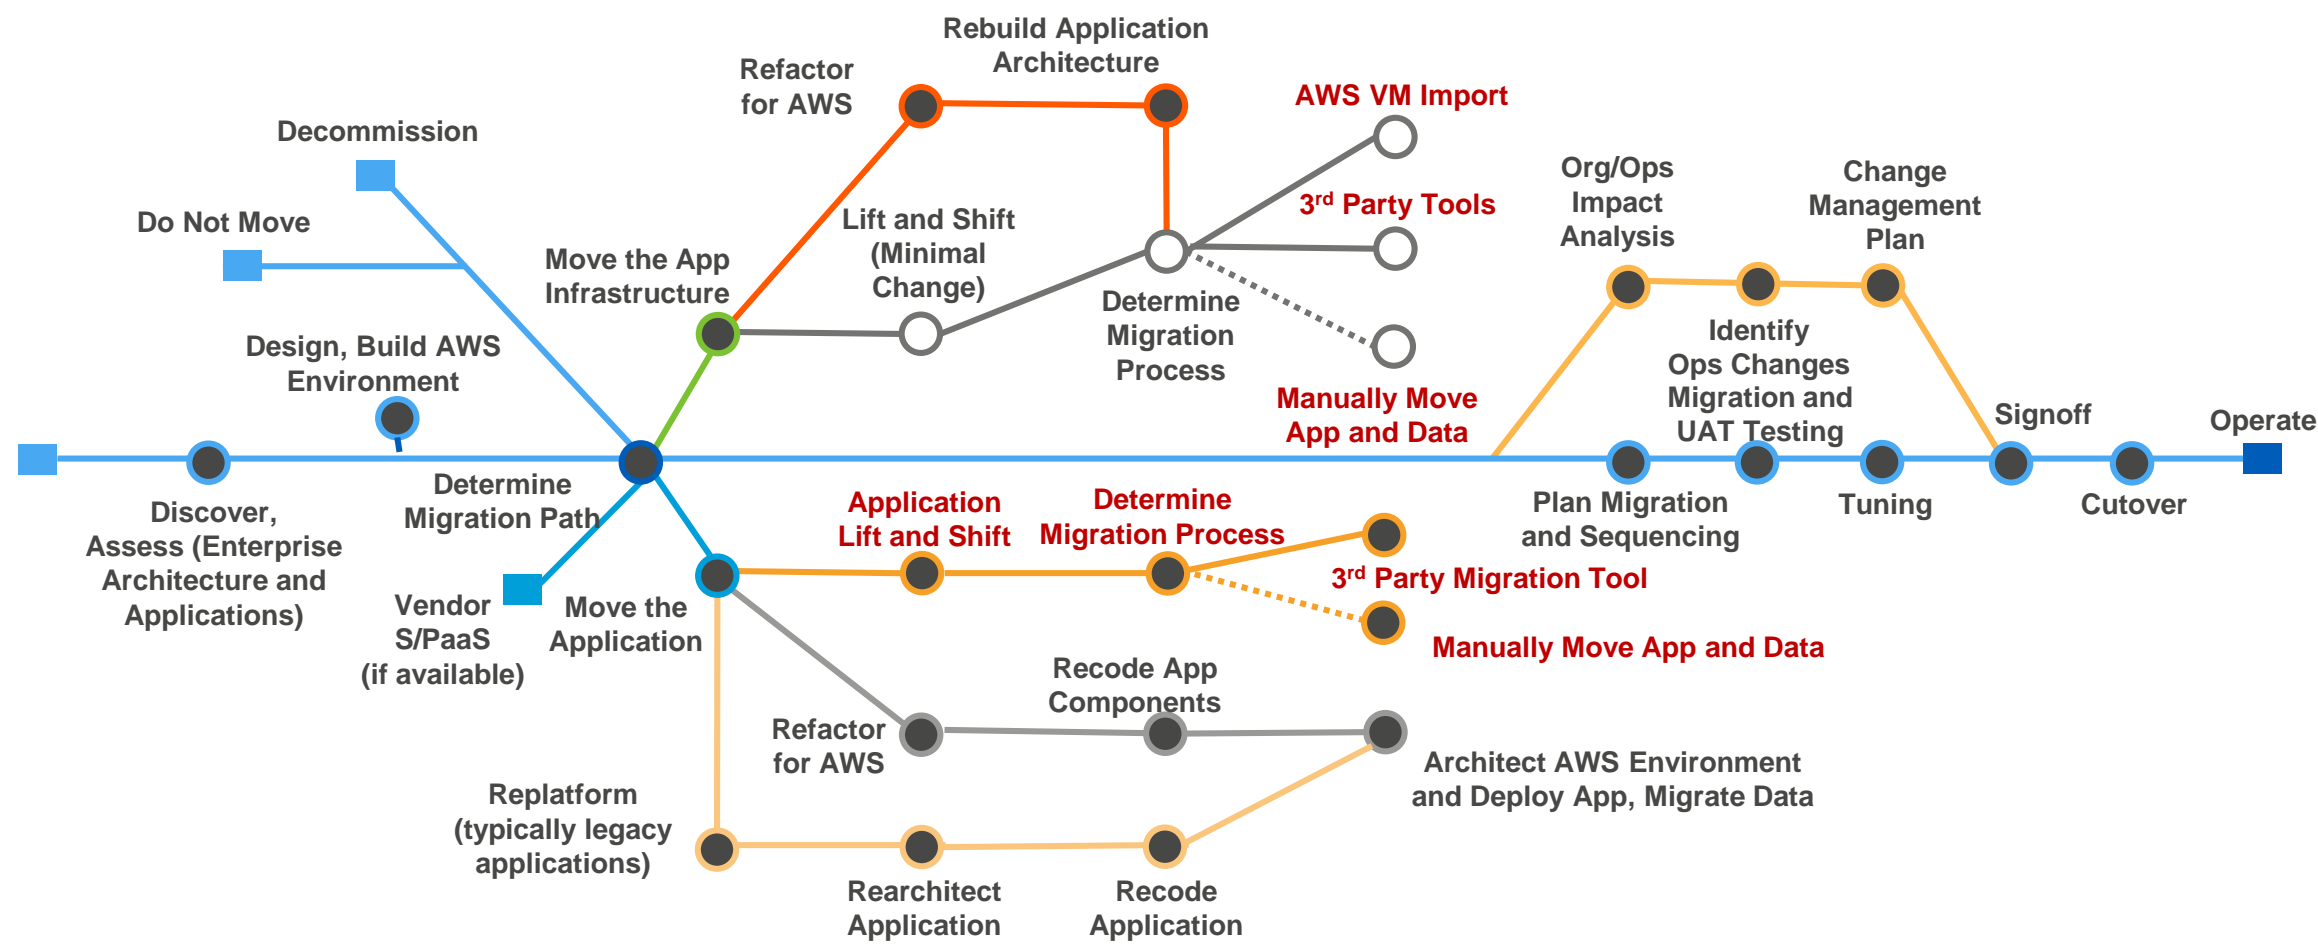 Rebuild Application
Architecture
Refactor
for AWS
AWS VM Import
Decommission
Org/Ops
Impact
Analysis
Change
Management
Plan
3rd Party Tools
Do Not Move
Lift and Shift
(Minimal
Change)
Move the App
Infrastructure
Determine
Migration
Process
Identify
Ops Changes
Migration and
UAT Testing
Design, Build AWS
Environment
Manually Move
App and Data
Signoff
Operate
Determine
Migration Path
Application
Lift and Shift
Determine
Migration Process
Plan Migration
and Sequencing
Tuning
Cutover
Discover,
Assess (Enterprise
Architecture and
Applications)
3rd Party Migration Tool
Vendor
S/PaaS
(if available)
Move the
Application
Manually Move App and Data
Recode App
Components
Refactor
for AWS
Architect AWS Environment
and Deploy App, Migrate Data
Replatform
(typically legacy
applications)
Rearchitect
Application
Recode
Application